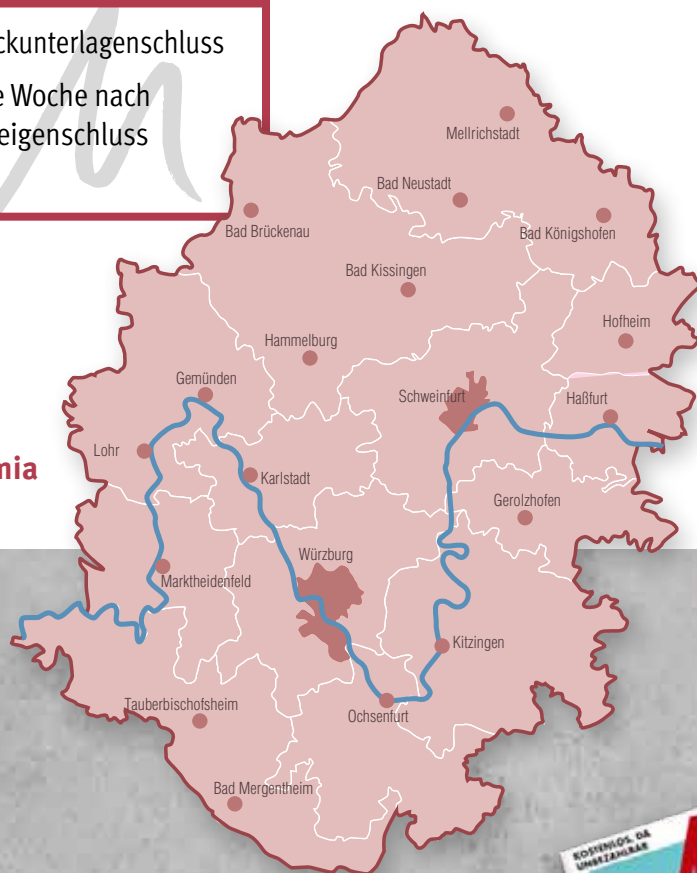 ckunterlagenschluss
e Woche nach
eigenschluss
Mellrichstadt
Bad Neustadt
Bad Brückenau
Bad Königshofen
Bad Kissingen
Hofheim
Hammelburg
Gemünden
Schweinfurt
Haßfurt
Lohr
mia
Karlstadt
Gerolzhofen
Würzburg
Marktheidenfeld
Kitzingen
Tauberbischofsheim
Ochsenfurt
Bad Mergentheim
KOSTENLOS, DA
UNBEZAHLBAR